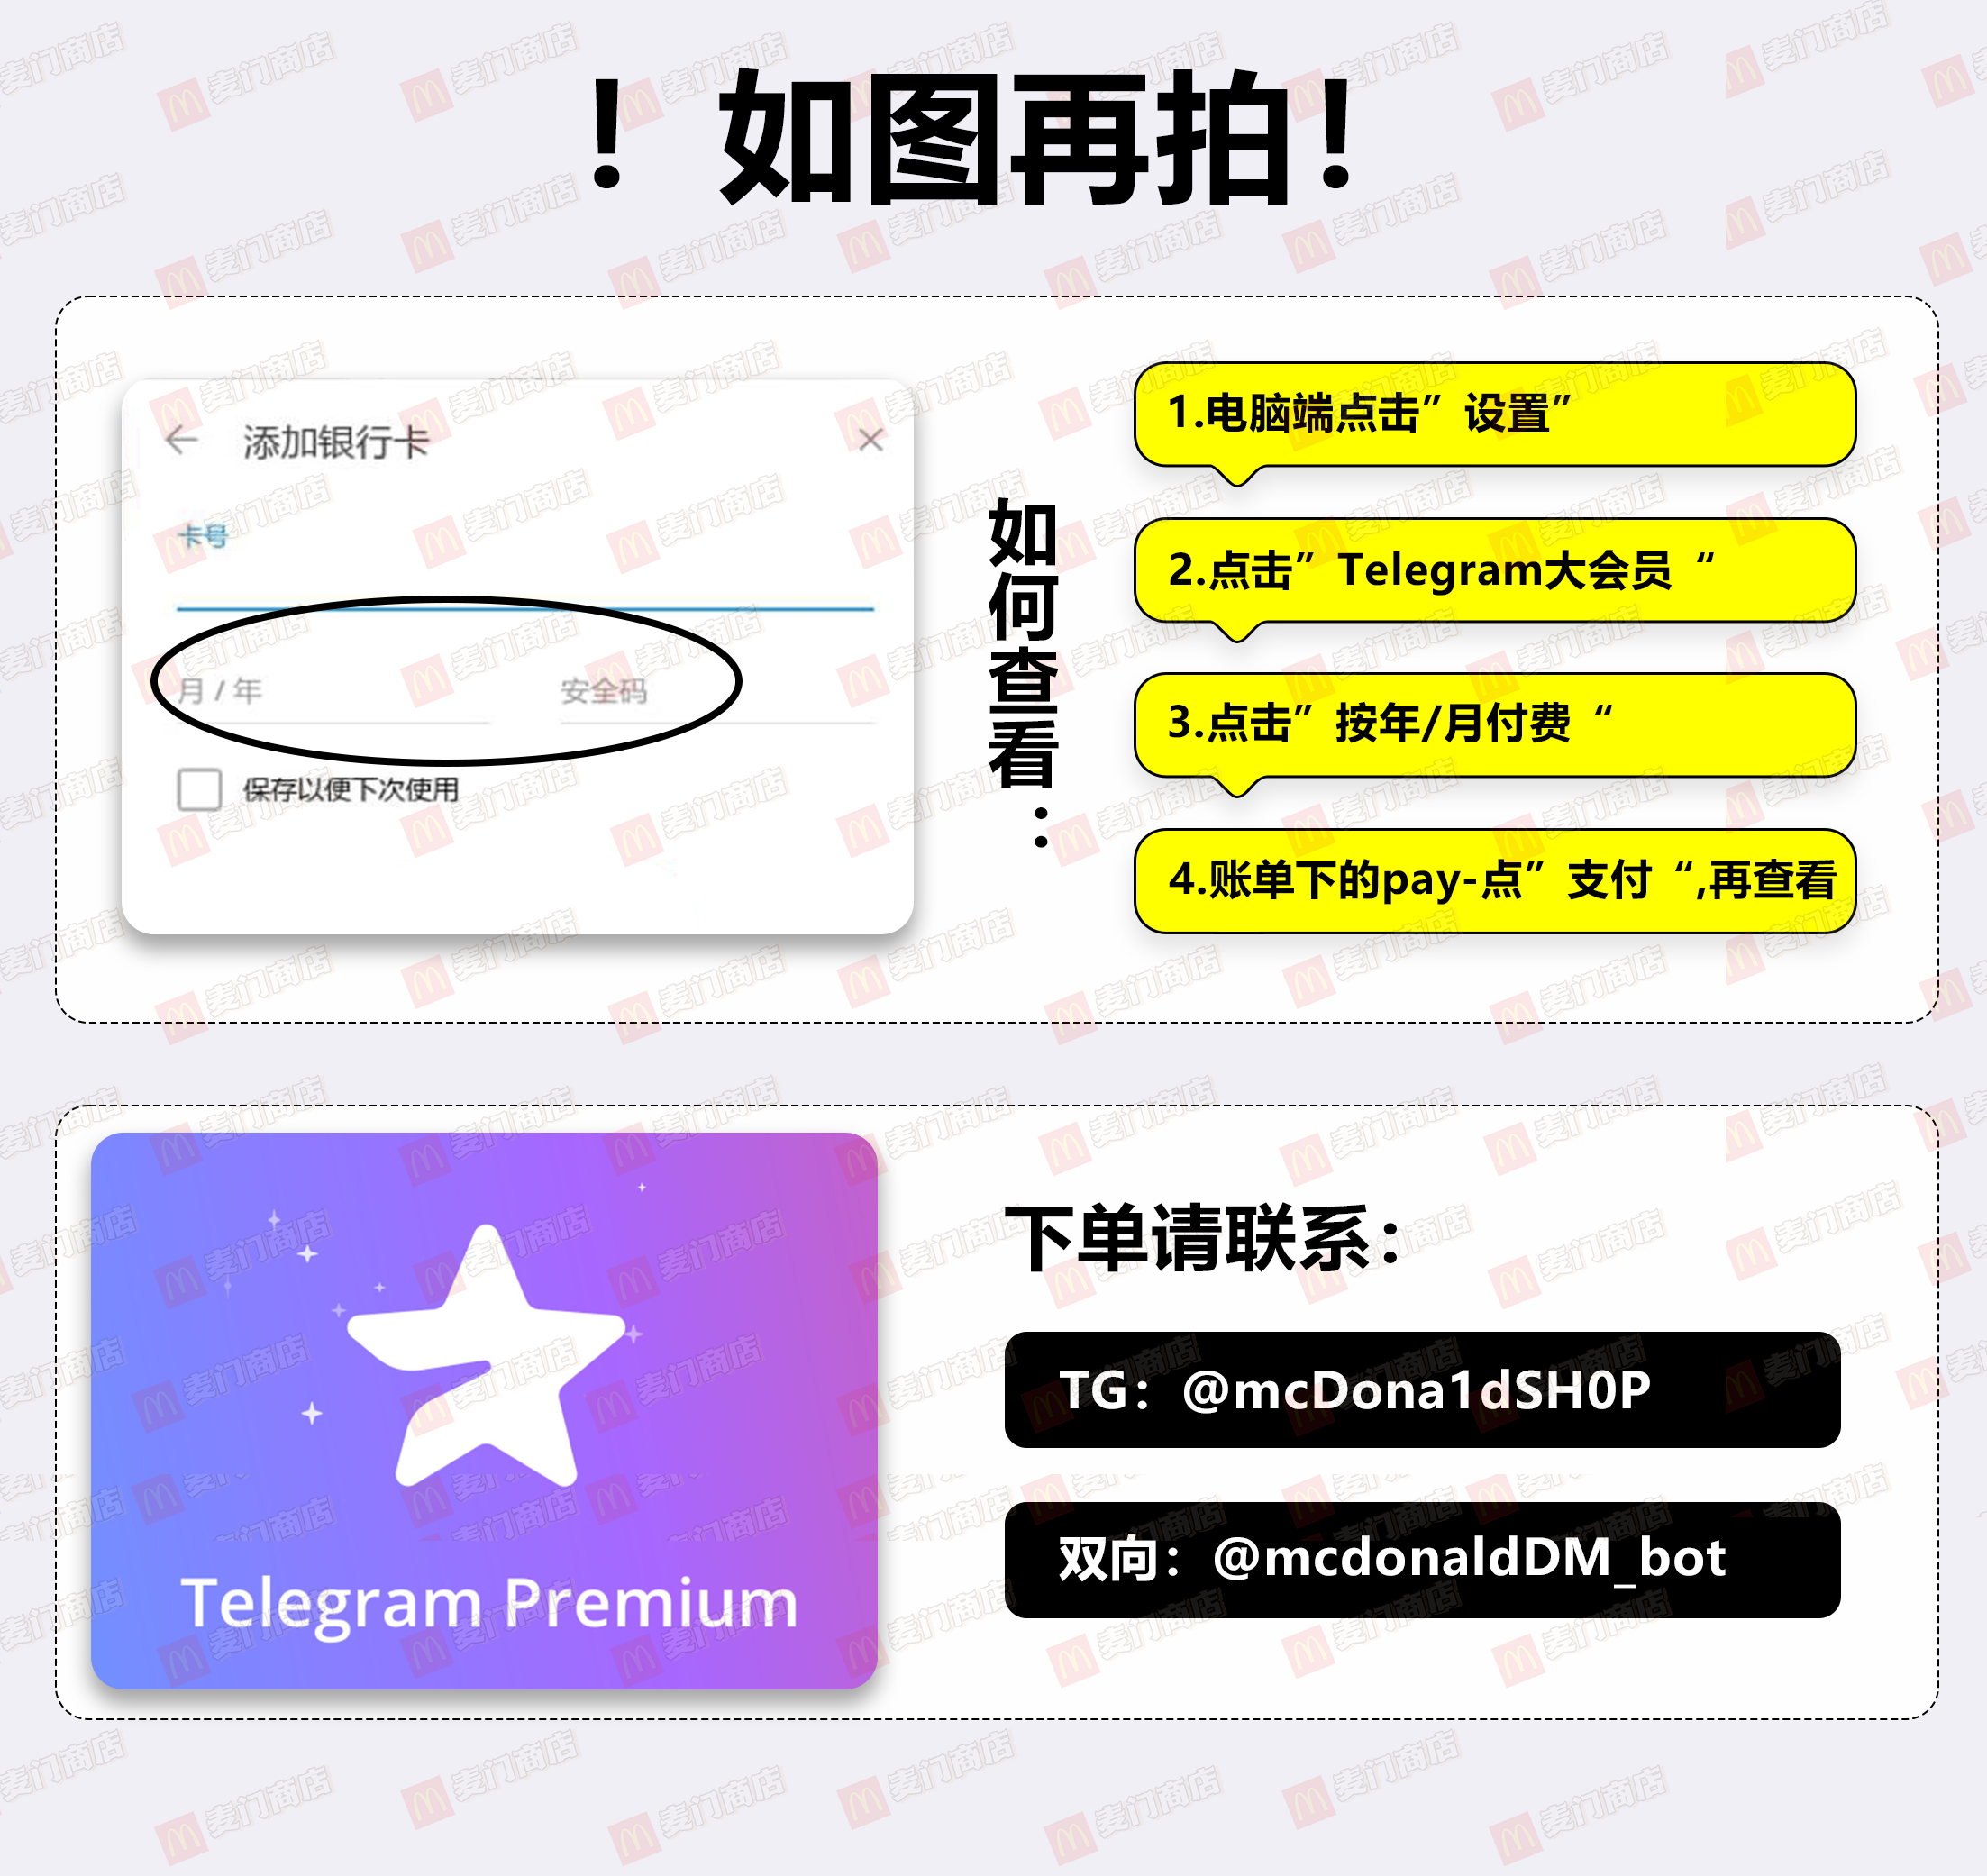 ！如图再拍！
添加银行卡
卡号
月 / 年
安全码
保存以便下次使用
如何查看：
1.电脑端点击”设置”
2.点击”Telegram大会员“
3.点击”按年/月付费“
4.账单下的pay-点”支付“,再查看
Telegram Premium
下单请联系：
TG：@mcDona1dSH0P
双向：@mcdonaldDM_bot
麦门商店